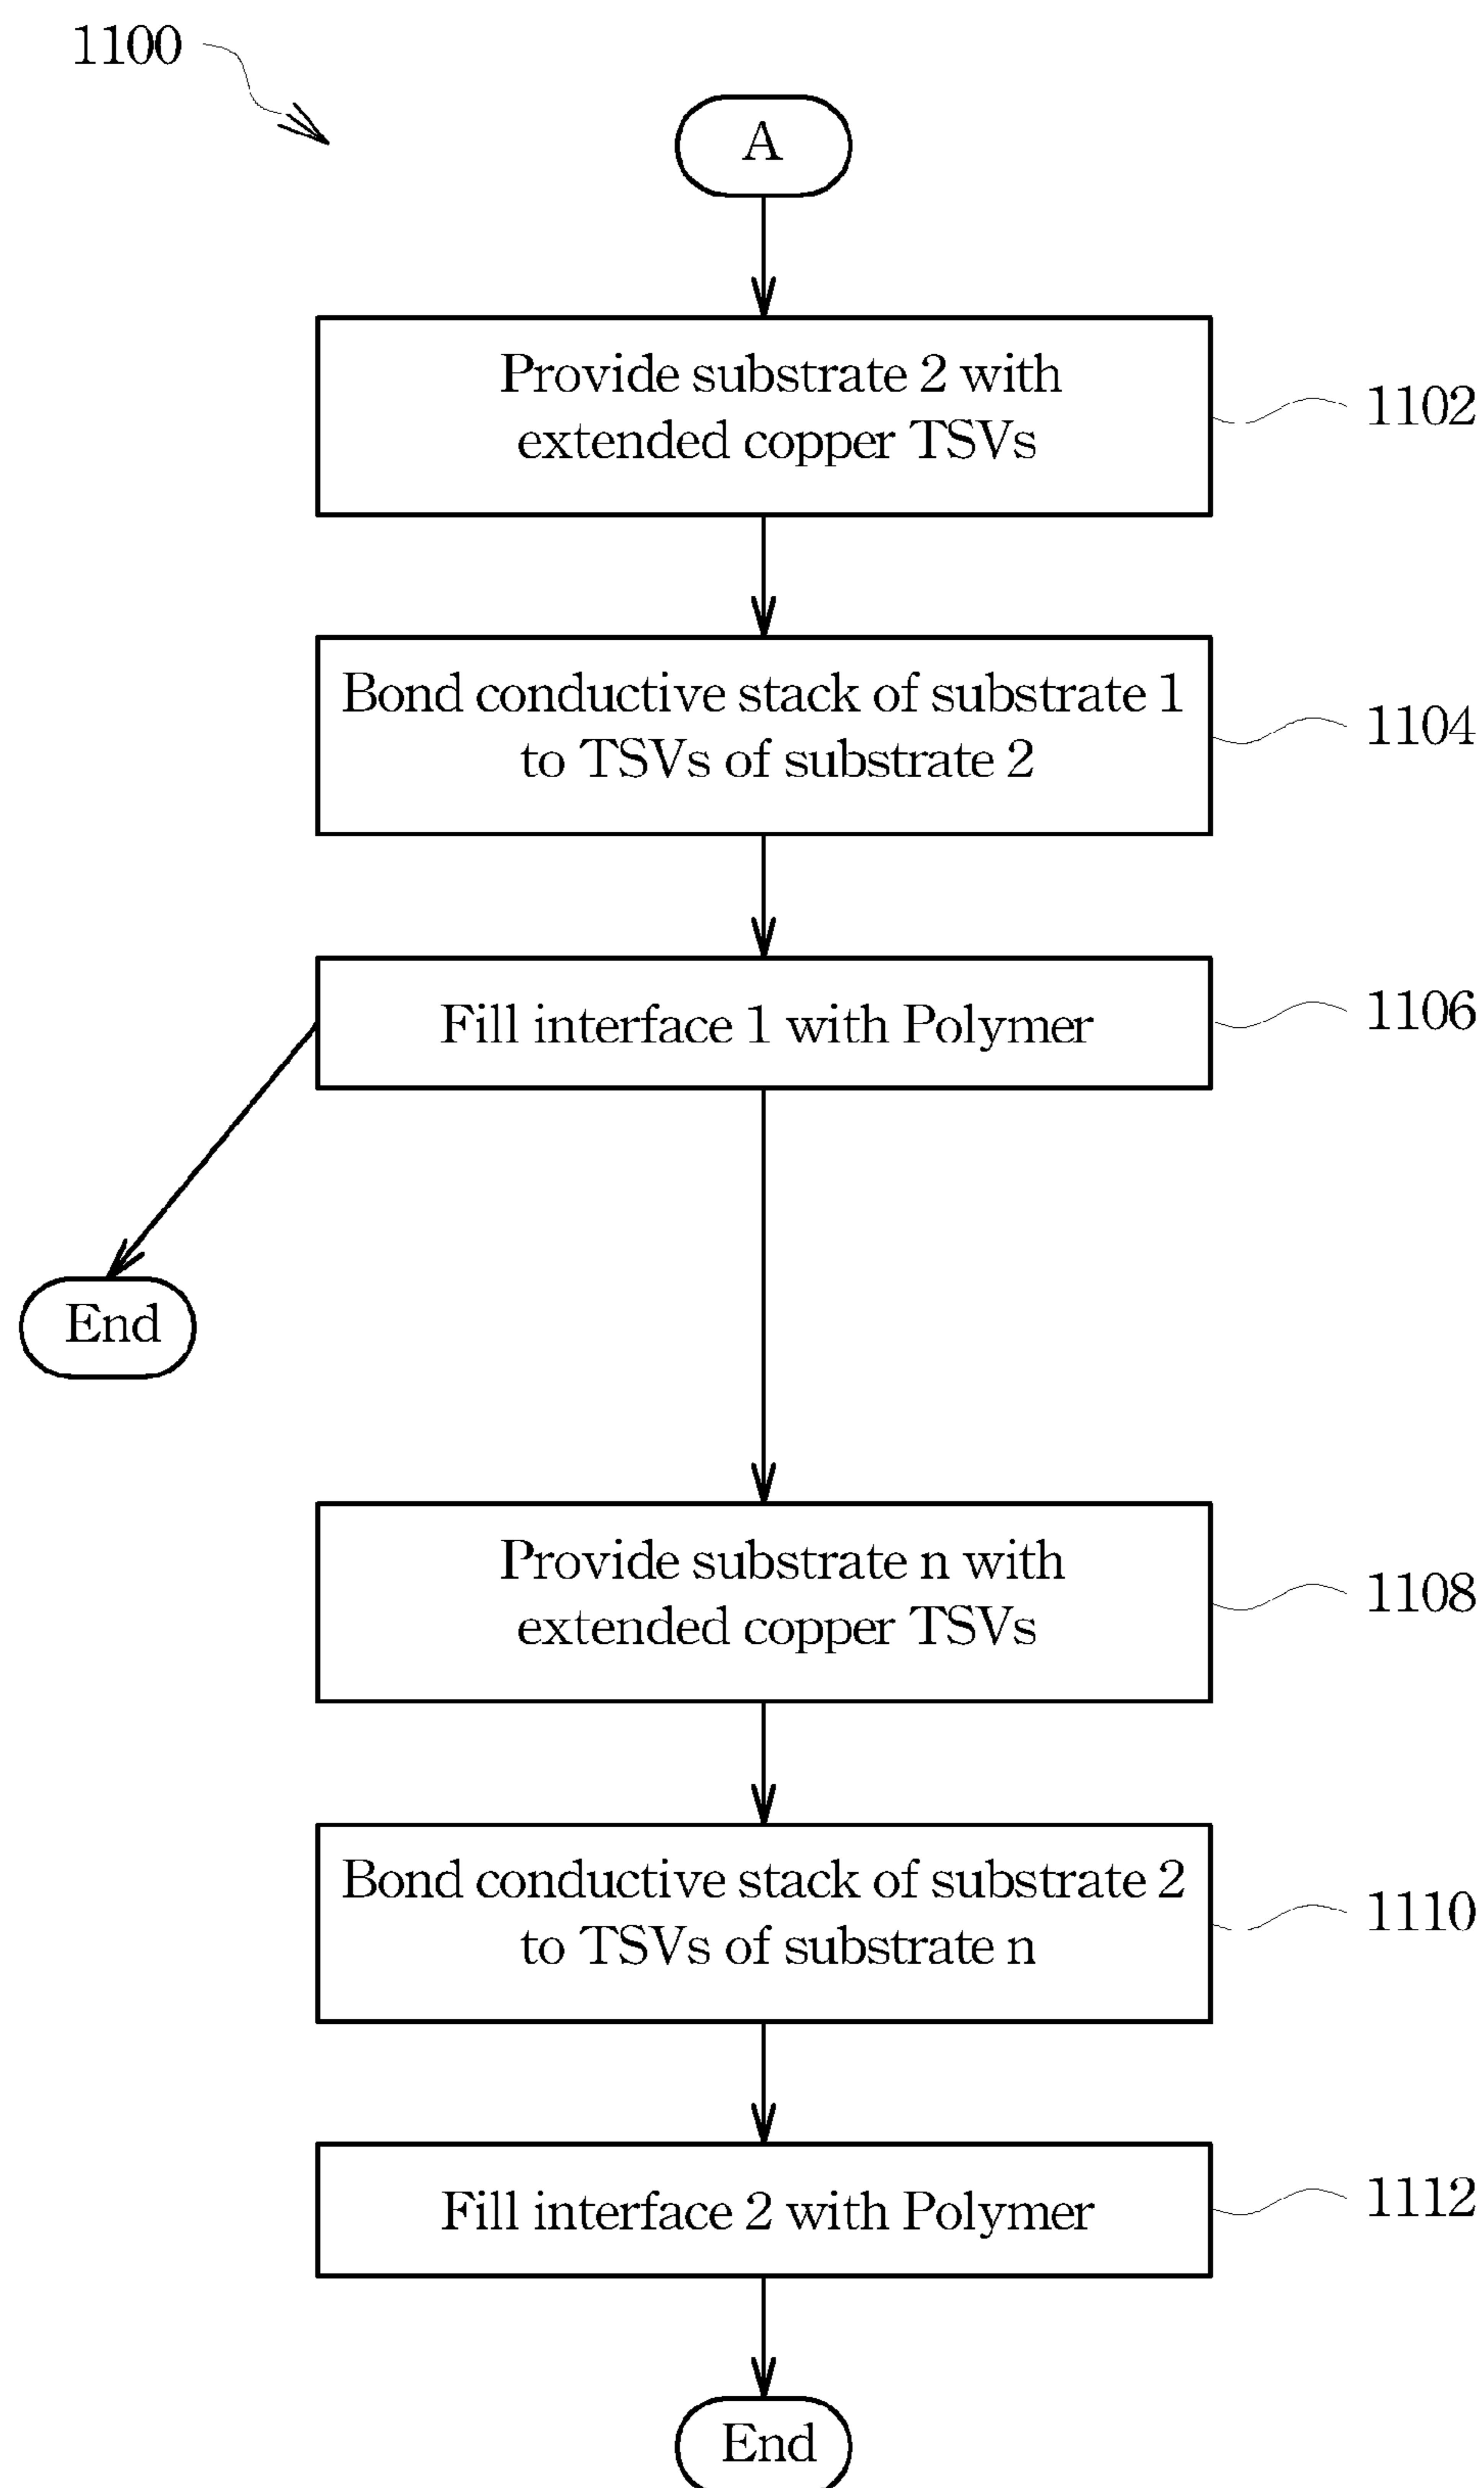 1100
A
Provide substrate 2 with
extended copper TSVs
1102
Bond conductive stack of substrate 1
to TSVs of substrate 2
1104
Fill interface 1 with Polymer
1106
End
Provide substrate n with
extended copper TSVs
1108
Bond conductive stack of substrate 2
to TSVs of substrate n
1110
Fill interface 2 with Polymer
1112
End